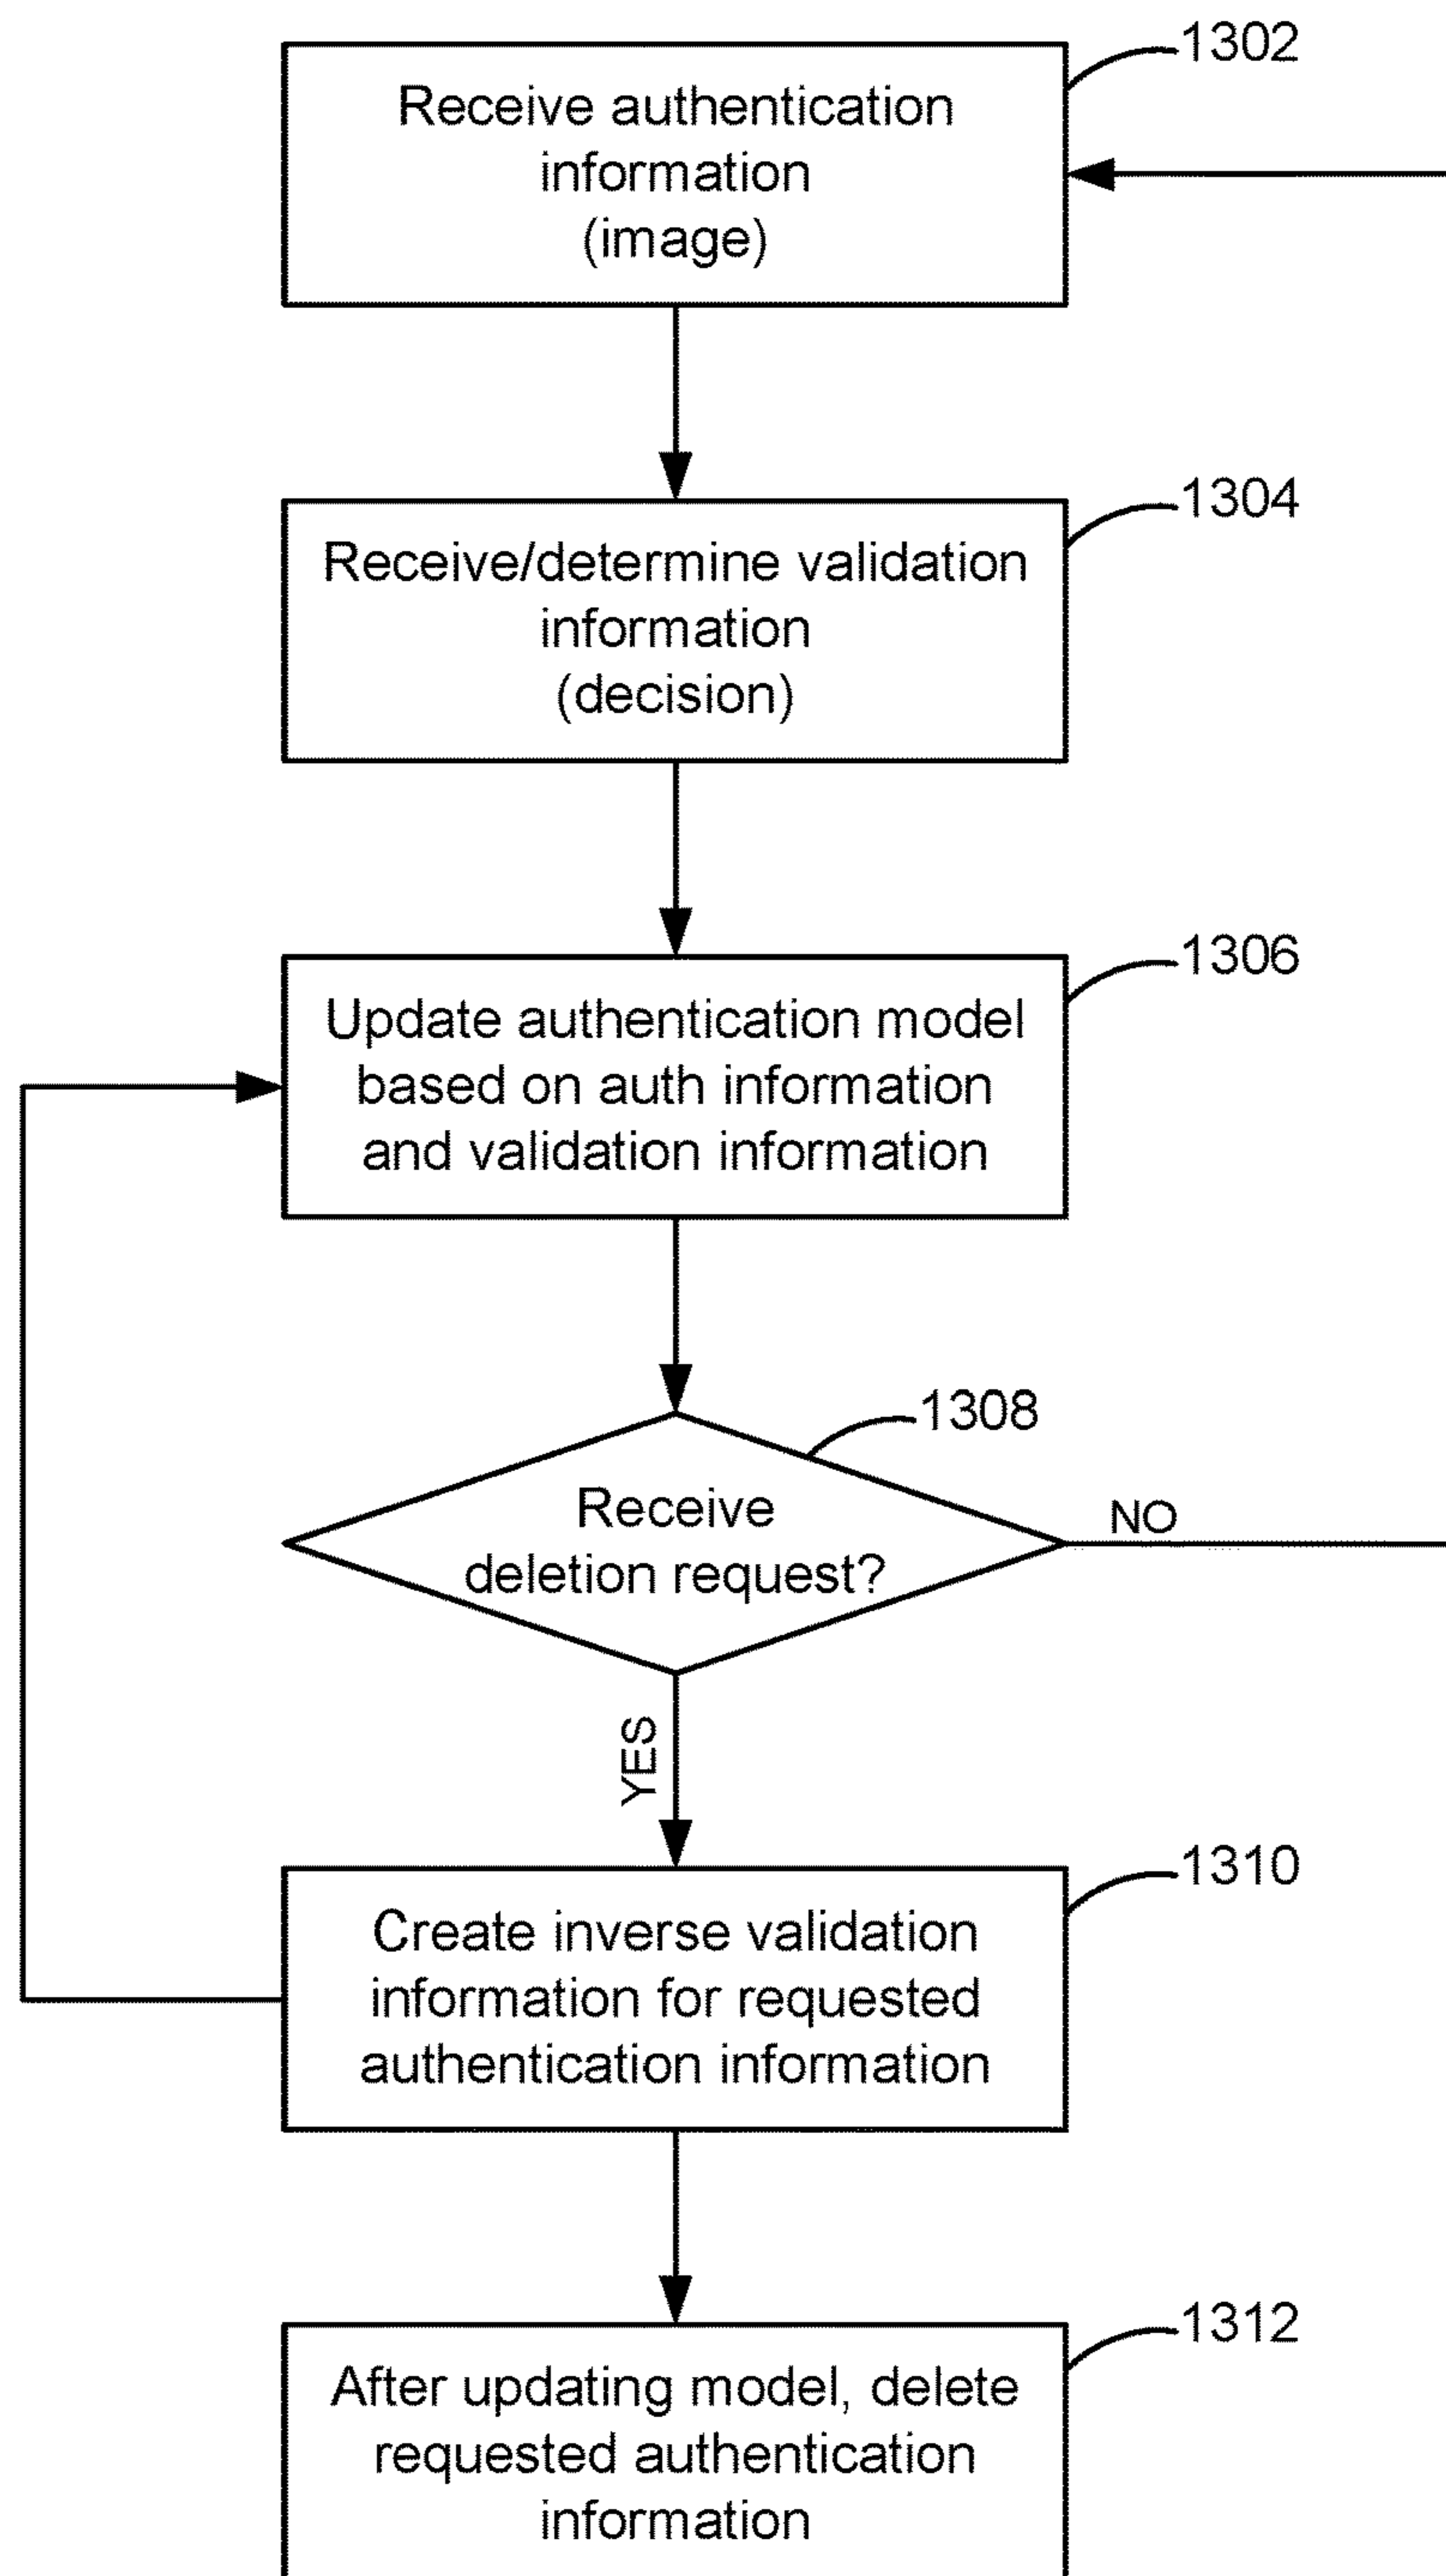 1302
Receive authentication
information
(image)
1304
Receive/determine validation
information
(decision)
1306
Update authentication model
based on auth information
and validation information
1308
Receive
deletion request?
NO
YES
1310
Create inverse validation
information for requested
authentication information
1312
After updating model, delete
requested authentication
information